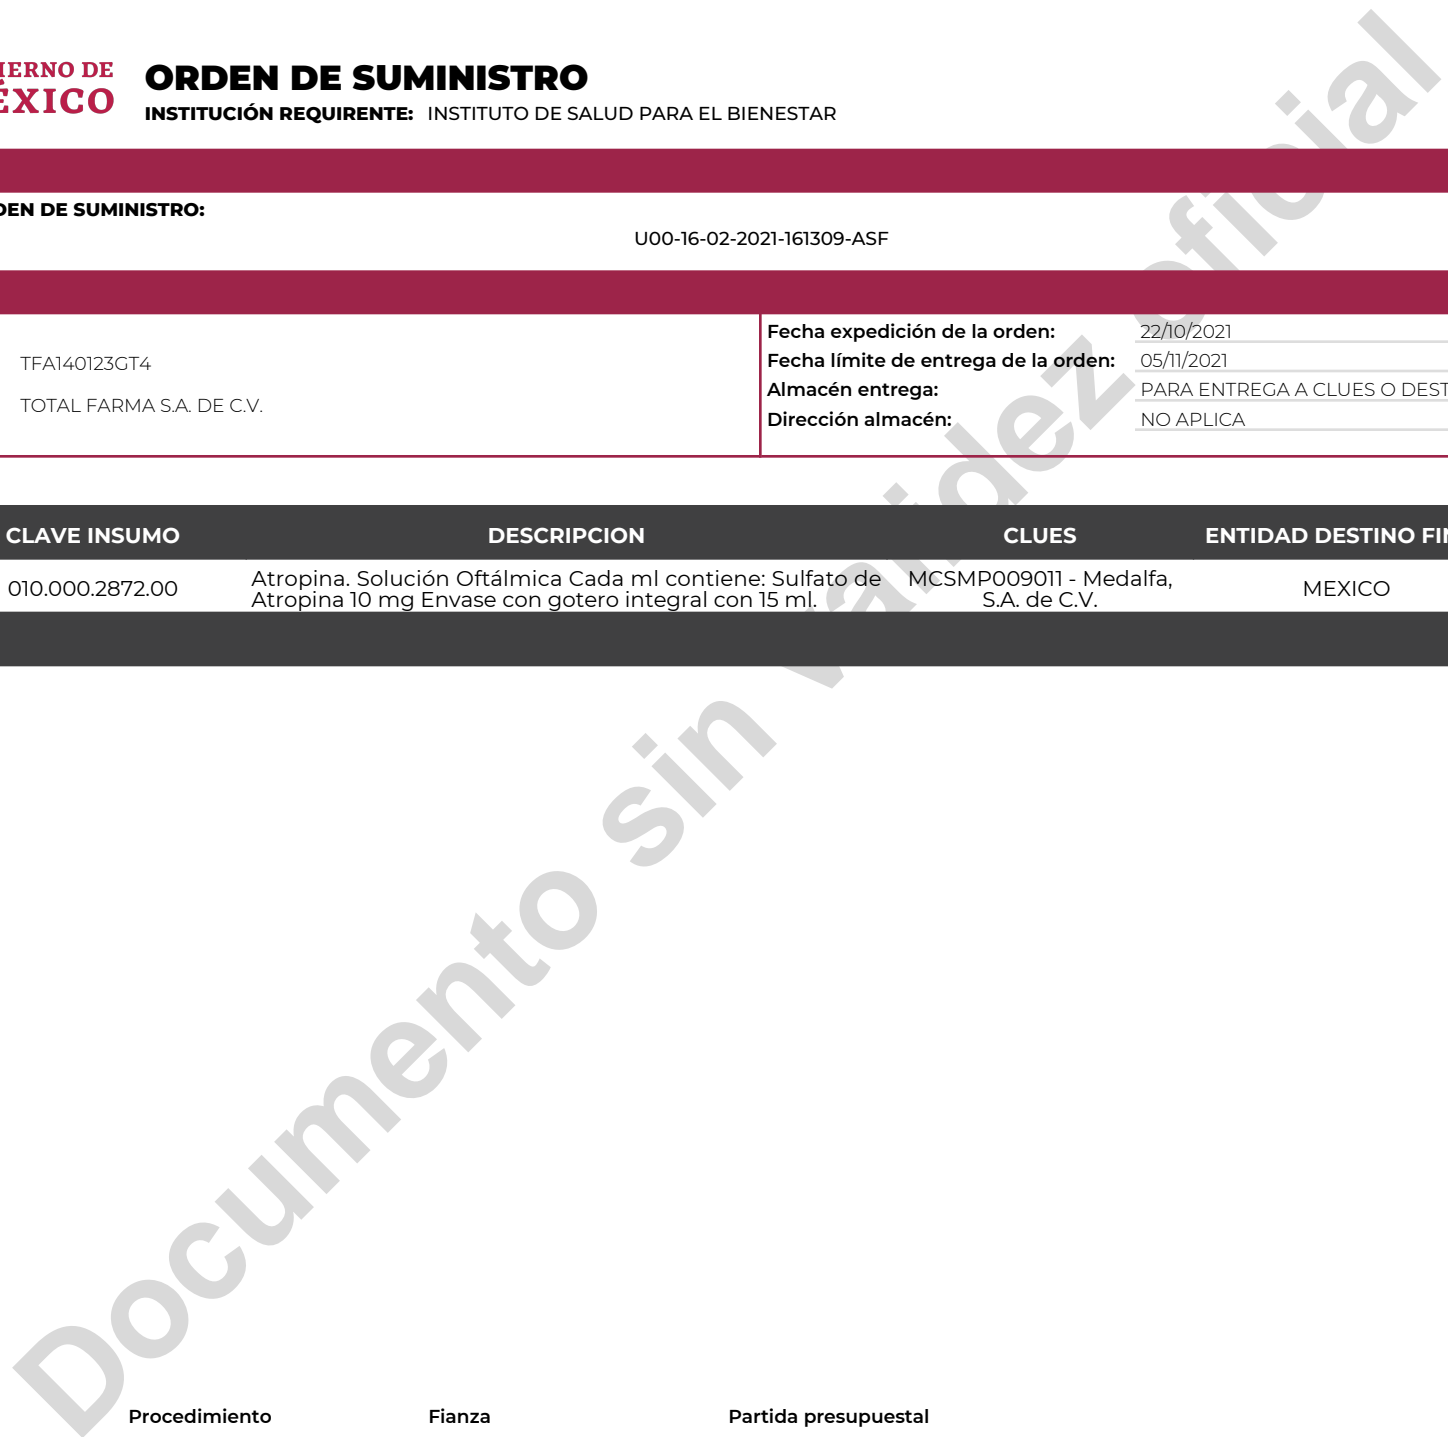 IERNO DE
ÉXICO
ORDEN DE SUMINISTRO
INSTITUCIÓN REQUIRENTE: INSTITUTO DE SALUD PARA EL BIENESTAR
DEN DE SUMINISTRO:
U00-16-02-2021-161309-ASF
TFA140123GT4
TOTAL FARMA S.A. DE C.V.
Fecha expedición de la orden: 22/10/2021
Fecha límite de entrega de la orden: 05/11/2021
Almacén entrega: PARA ENTREGA A CLUES O DEST
Dirección almacén: NO APLICA
CLAVE INSUMO DESCRIPCION CLUES ENTIDAD DESTINO FIN
010.000.2872.00
Atropina. Solución Oftálmica Cada ml contiene: Sulfato de
Atropina 10 mg Envase con gotero integral con 15 ml.
MCSMP009011 - Medalfa,
S.A. de C.V.
MEXICO
Documento sin validez oficial
Procedimiento Fianza Partida presupuestal